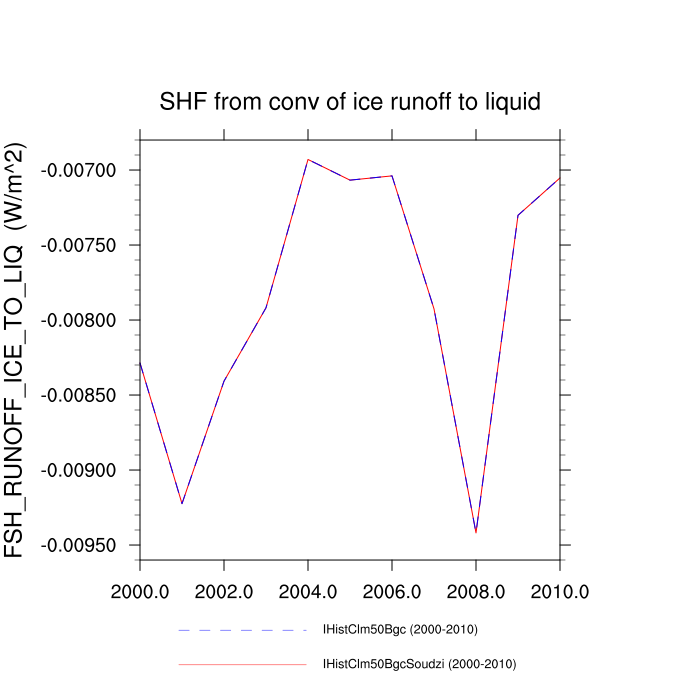 SHF from conv of ice runoff to liquid
FSH_RUNOFF_ICE_TO_LIQ (W/m^2)
-0.00700
-0.00750
-0.00800
-0.00850
-0.00900
-0.00950
2000.0 2002.0 2004.0 2006.0 2008.0 2010.0
IHistClm50Bgc (2000-2010)
IHistClm50BgcSoudzi (2000-2010)